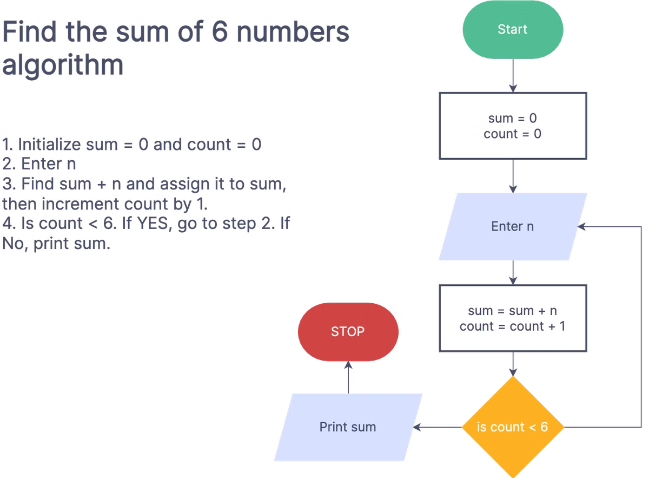 Find the sum of 6 numbers
algorithm
1. Initialize sum = 0 and count = 0
2. Enter n
3. Find sum + n and assign it to sum,
then increment count by 1.
4. Is count < 6. If YES, go to step 2. If
No, print sum.
Start
sum = 0
count = 0
Enter n
sum = sum + n
count = count + 1
is count < 6
Print sum
STOP